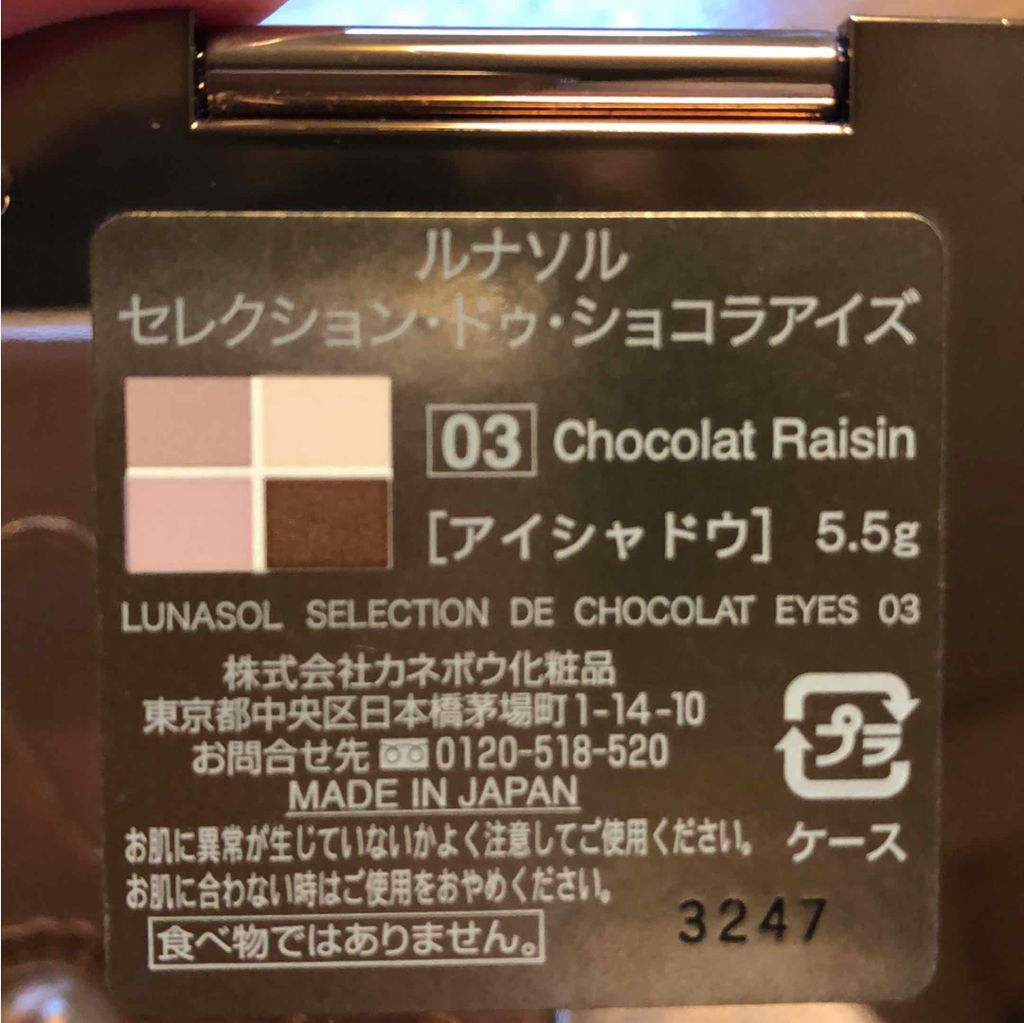 ルナソル
セレクション・ドゥ・ショコラアイズ
03 Chocolat Raisin
［アイシャドウ］ 5.5g
LUNASOL SELECTION DE CHOCOLAT EYES 03
株式会社カネボウ化粧品
東京都中央区日本橋茅場町1-14-10
お問合せ先 0120-518-520
MADE IN JAPAN
プラ
ケース
お肌に異常が生じていないかよく注意してご使用ください。
お肌に合わない時はご使用をおやめください。
食べ物ではありません。
3247